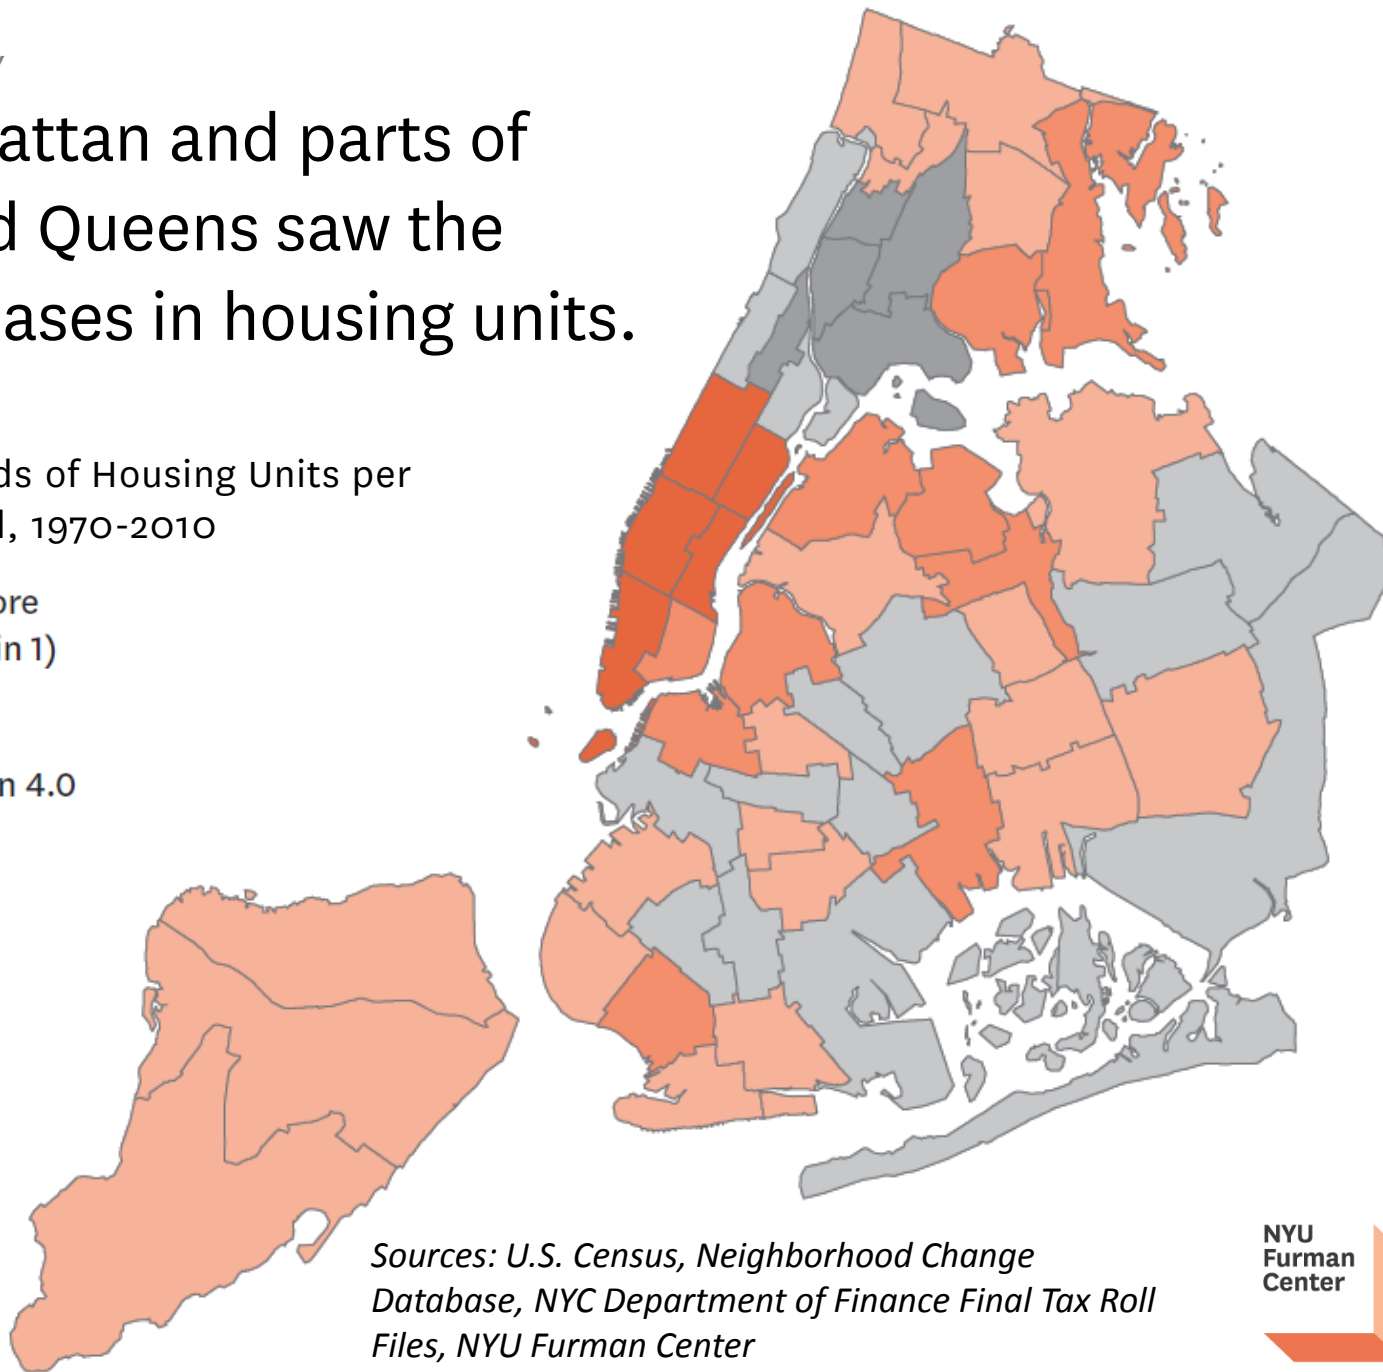 attan and parts of
d Queens saw the
ases in housing units.
ds of Housing Units per
l, 1970-2010
ore
in 1)
n 4.0
Sources: U.S. Census, Neighborhood Change
Database, NYC Department of Finance Final Tax Roll
Files, NYU Furman Center
NYU
Furman
Center